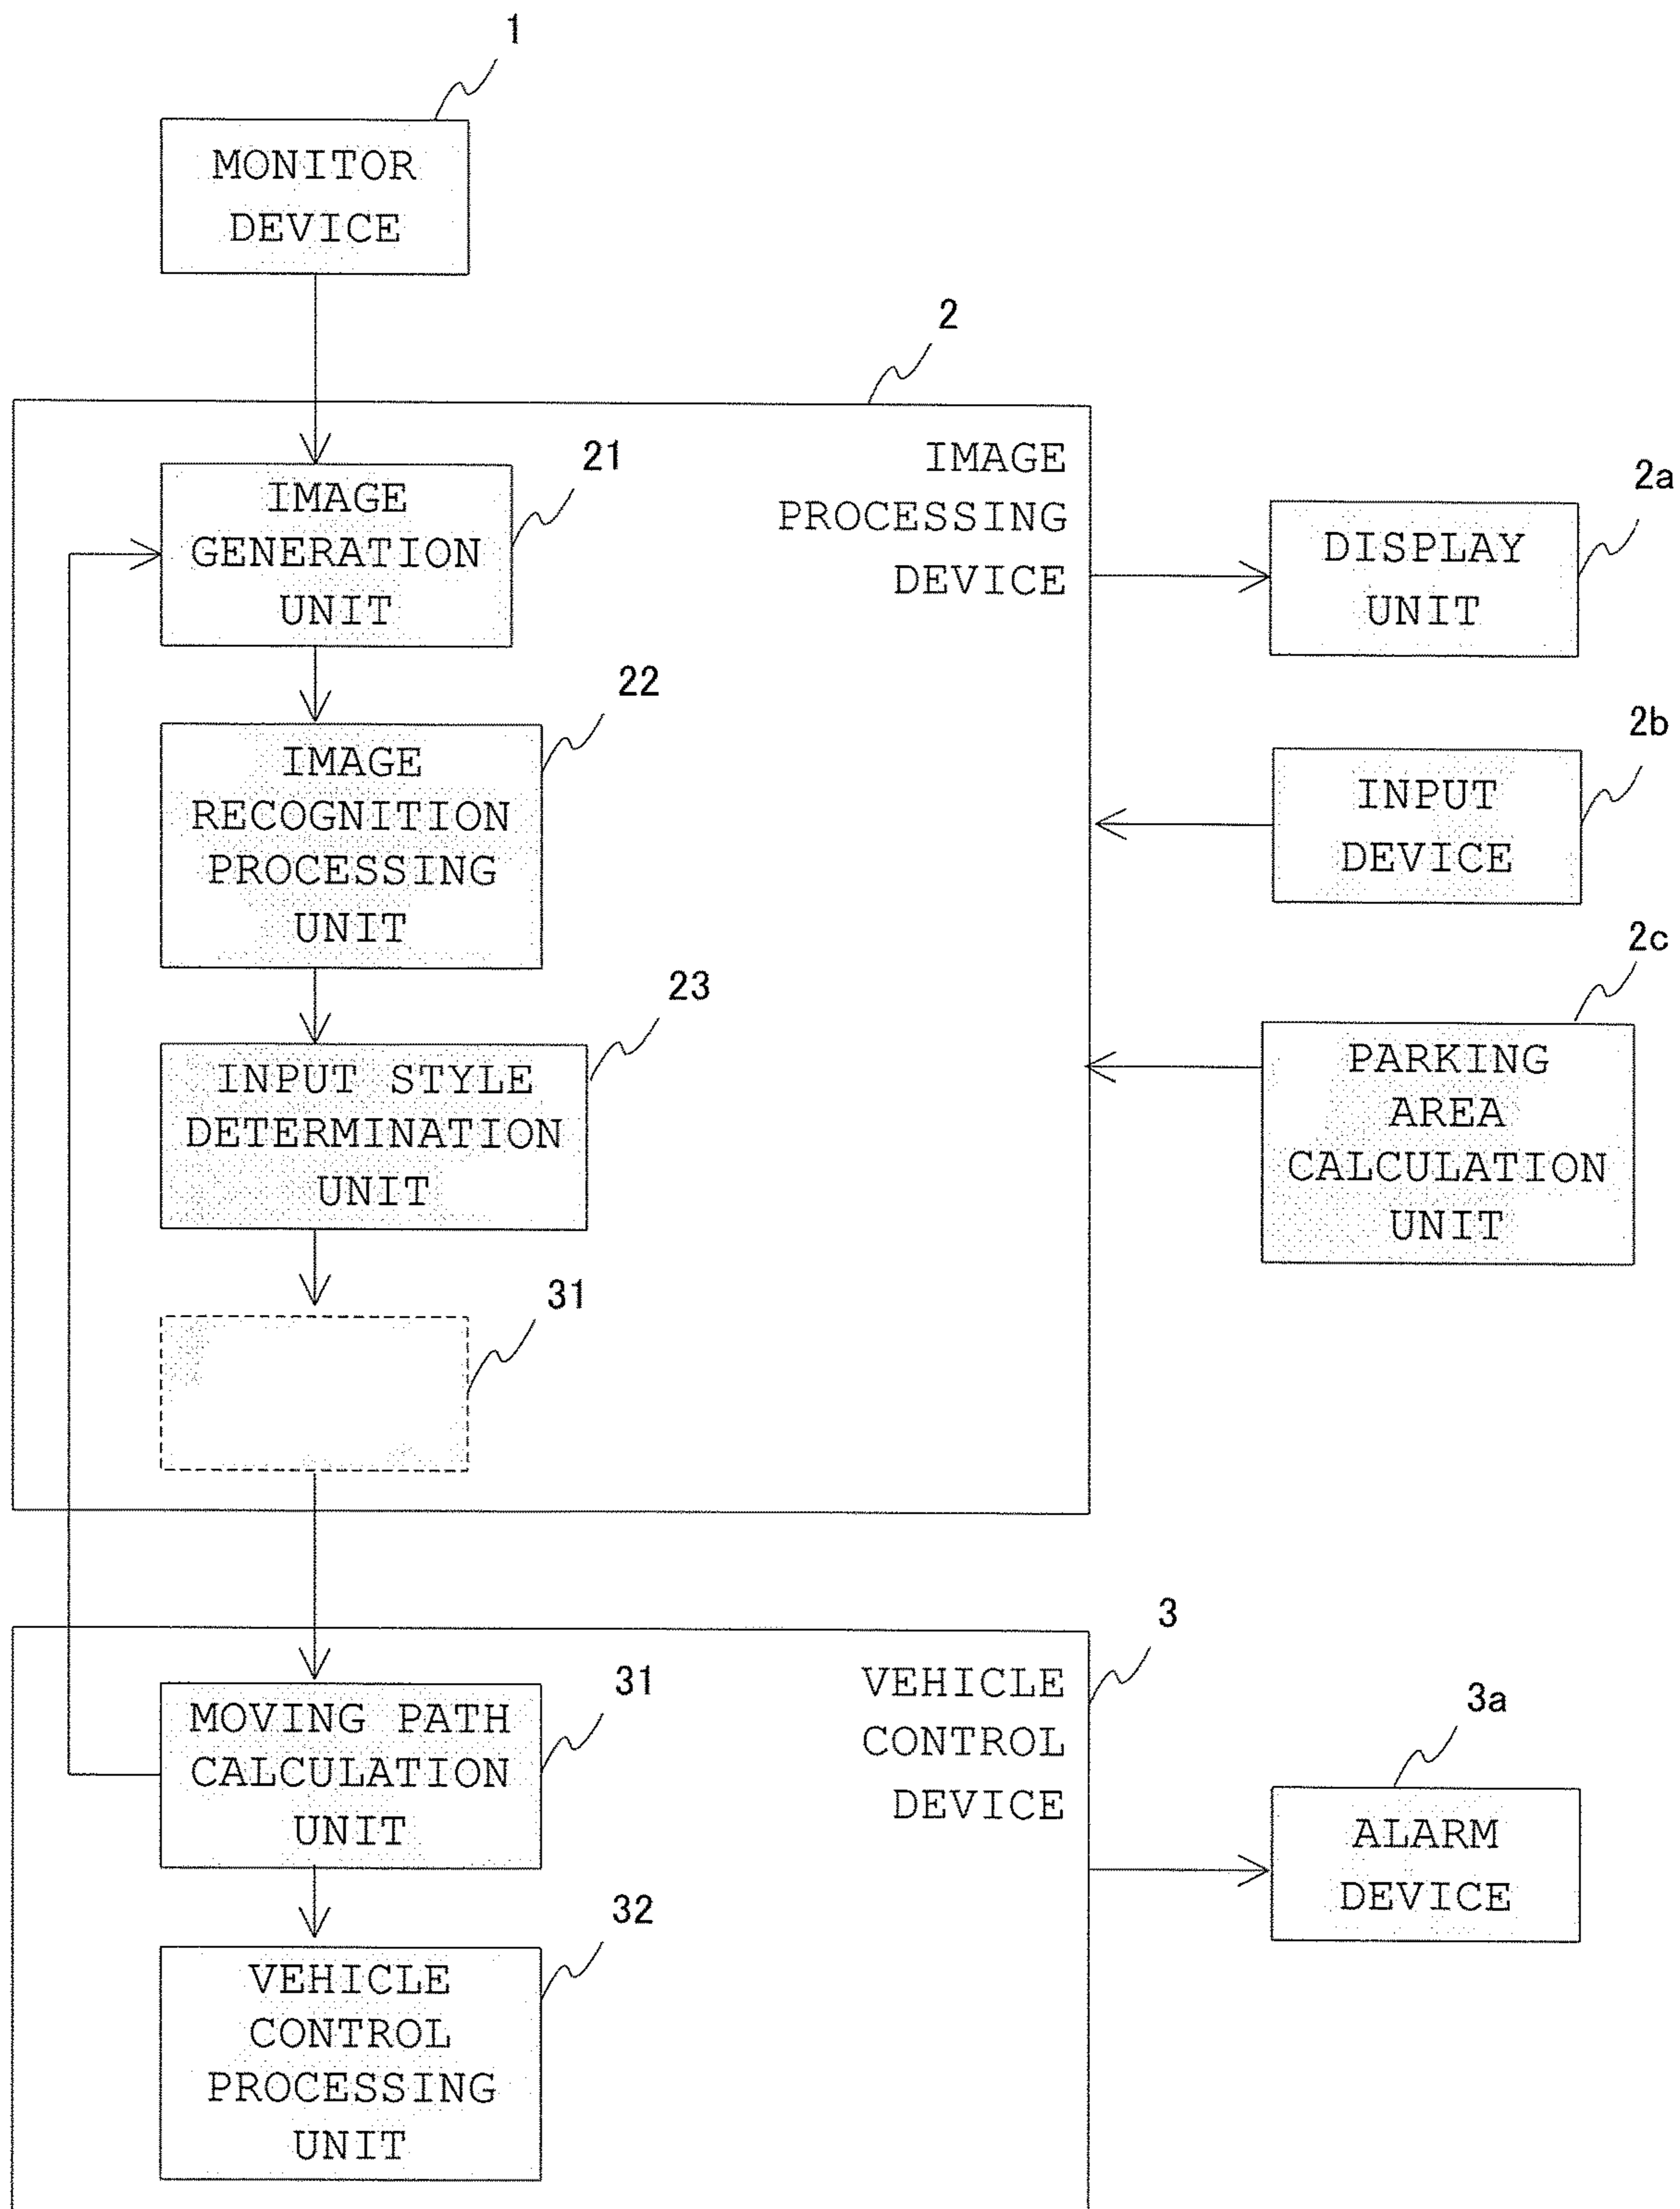 1
MONITOR
DEVICE
2
IMAGE
PROCESSING
DEVICE
21
IMAGE
GENERATION
UNIT
2a
DISPLAY
UNIT
22
IMAGE
RECOGNITION
PROCESSING
UNIT
2b
INPUT
DEVICE
23
INPUT STYLE
DETERMINATION
UNIT
2c
PARKING
AREA
CALCULATION
UNIT
31
3
VEHICLE
CONTROL
DEVICE
31
MOVING PATH
CALCULATION
UNIT
3a
ALARM
DEVICE
32
VEHICLE
CONTROL
PROCESSING
UNIT